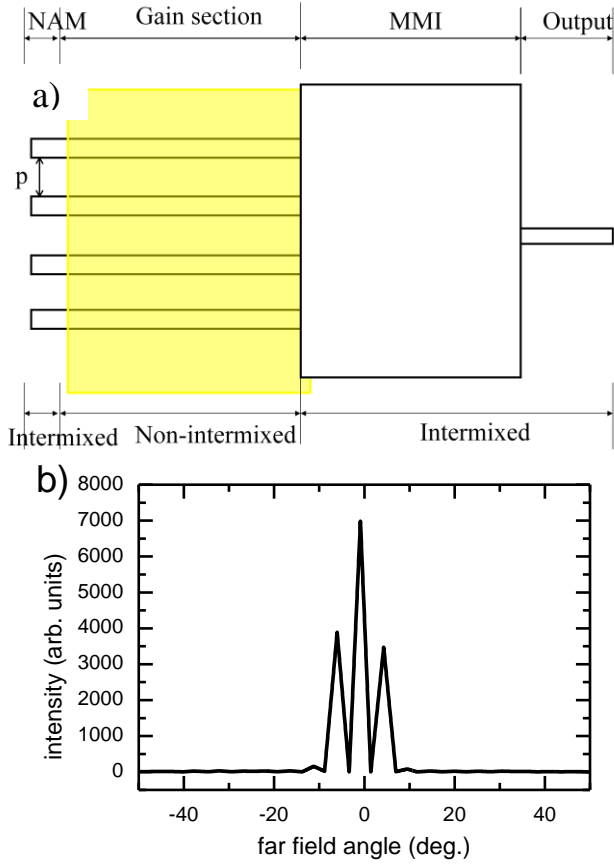 NAM Gain section MMI Output
a)
p
Intermixed Non-intermixed Intermixed
b)
8000
7000
6000
5000
4000
3000
2000
1000
0
intensity (arb. units)
-40 -20 0 20 40
far field angle (deg.)